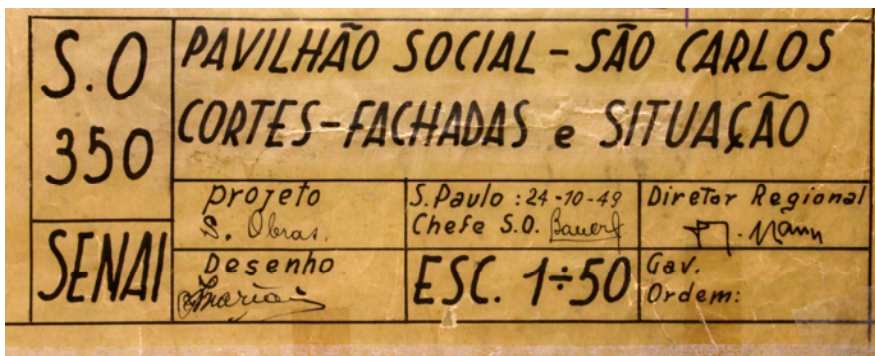 S.O
350
SENAI
PAVILHÃO SOCIAL - SÃO CARLOS
CORTES - FACHADAS e SITUAÇÃO
projeto
S. Obras.
Desenho
S.Paulo : 24-10-49
Chefe S.O.
ESC. 1÷50
Diretor Regional
Gav.
Ordem: